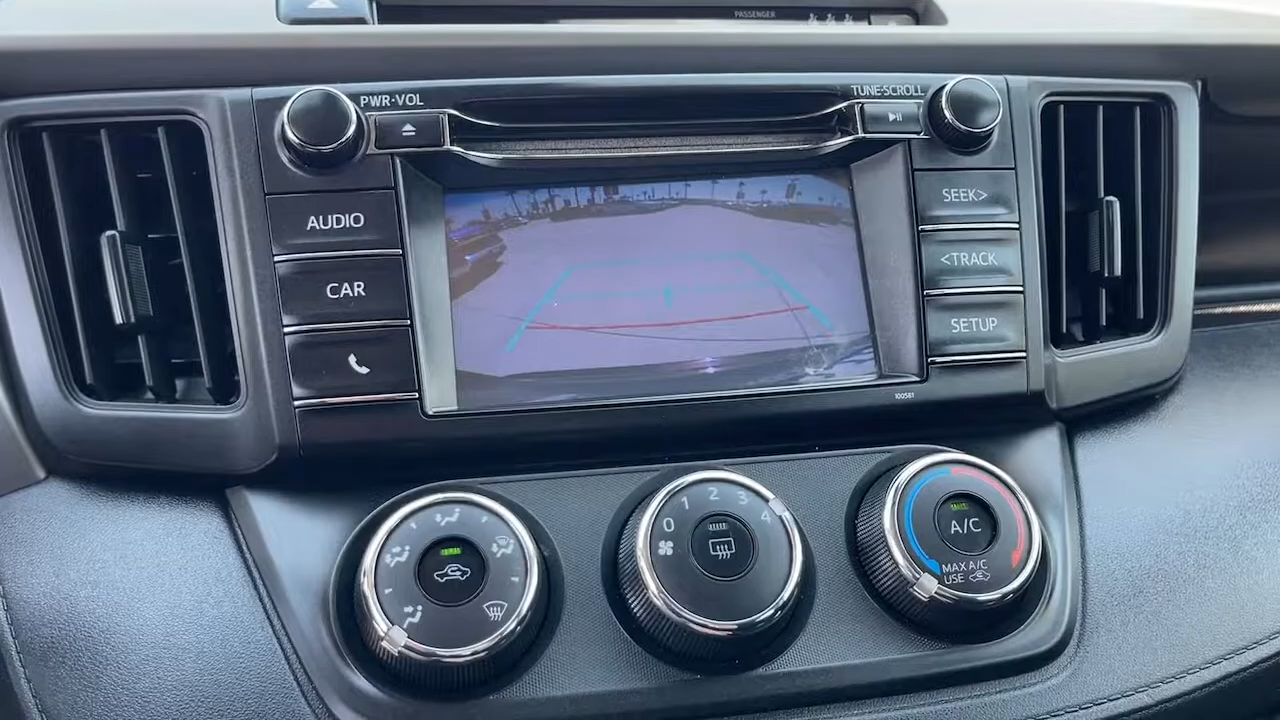 PASSENGER
PWR·VOL
TUNE·SCROLL
AUDIO
CAR
SEEK>
<TRACK
SETUP
100581
0 1 2 3 4
A/C
MAX A/C
USE